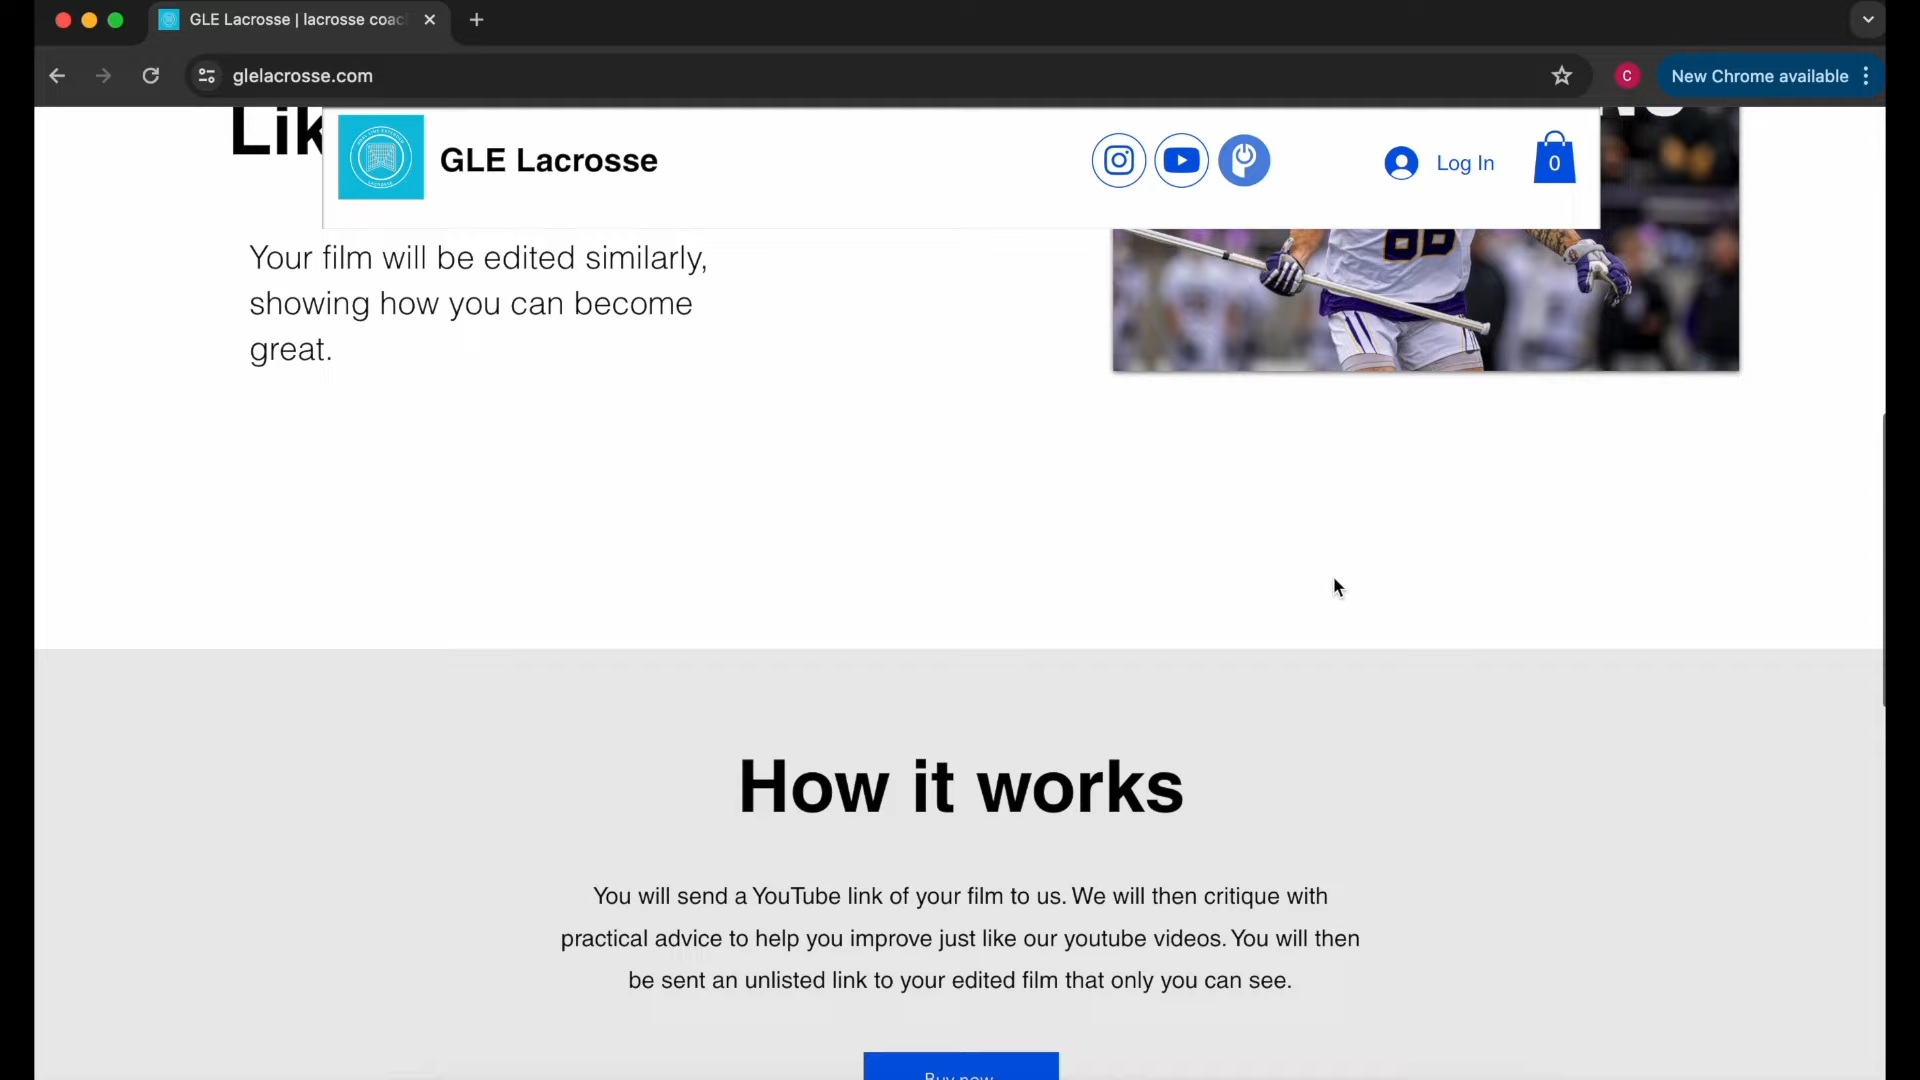 GLE Lacrosse | lacrosse coac
glelacrosse.com
C
New Chrome available
Lik
GLE Lacrosse
Log In
0
Your film will be edited similarly,
showing how you can become
great.
How it works
You will send a YouTube link of your film to us. We will then critique with
practical advice to help you improve just like our youtube videos. You will then
be sent an unlisted link to your edited film that only you can see.
Buy now